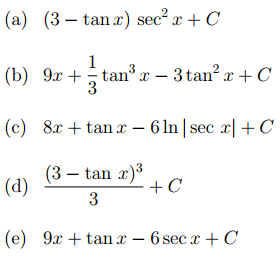 (a) (3 − tan x) sec² x + C
(b) 9x + 1/3 tan³ x − 3 tan² x + C
(c) 8x + tan x − 6 ln | sec x| + C
(d) (3 − tan x)³ / 3 + C
(e) 9x + tan x − 6 sec x + C